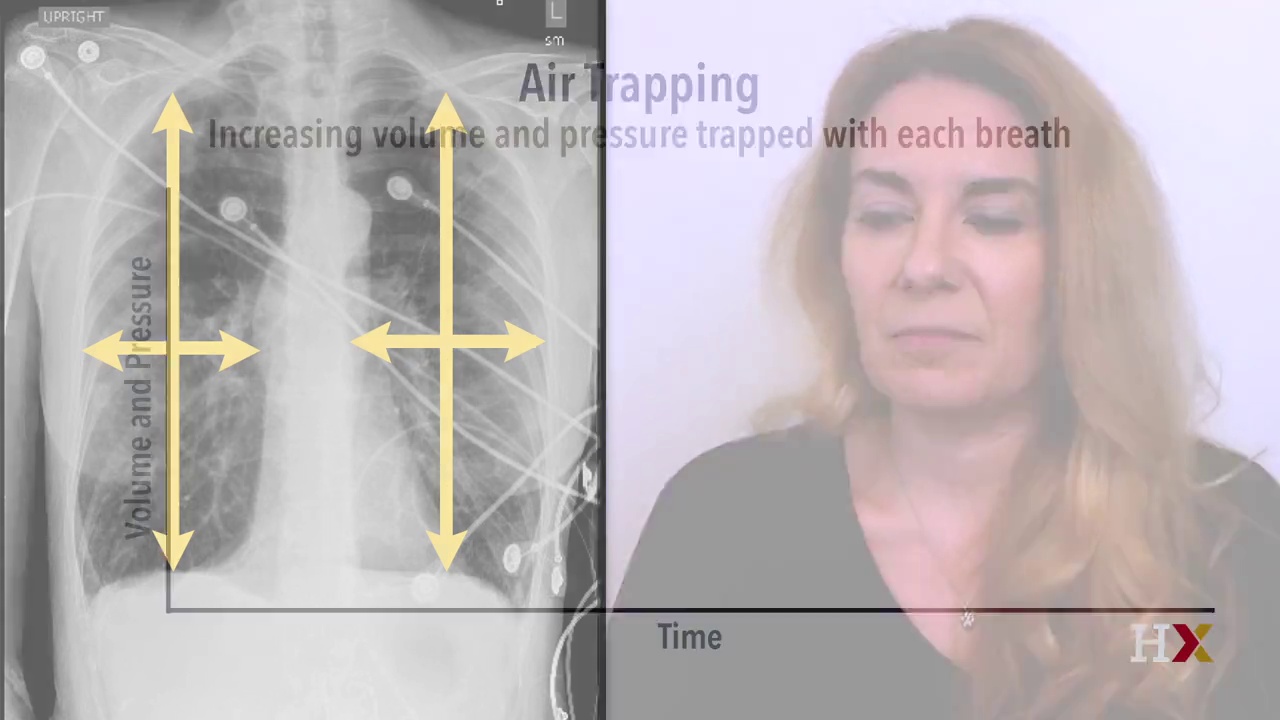 UPRIGHT
L
sm
Air Trapping
Increasing volume and pressure trapped with each breath
Volume and Pressure
Time
HX